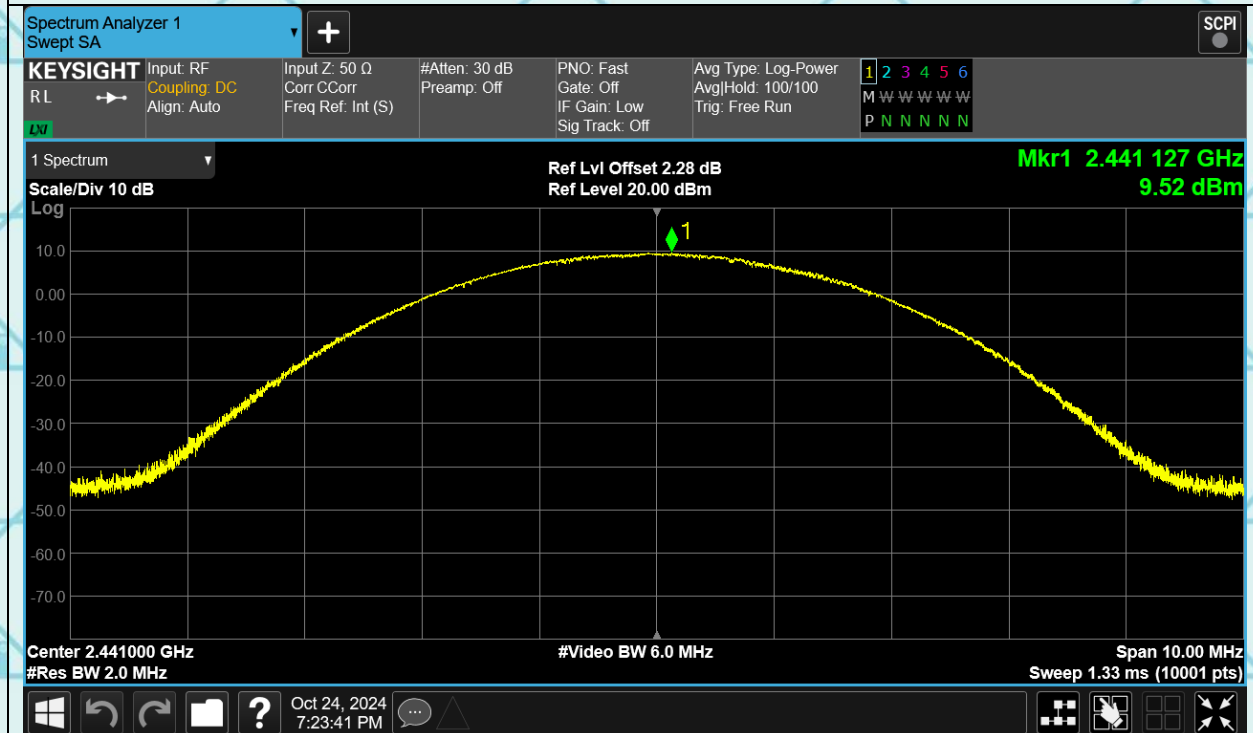 Spectrum Analyzer 1
Swept SA
+
SCPI
KEYSIGHT
R L
LXI
Input: RF
Coupling: DC
Align: Auto
Input Z: 50 Ω
Corr CCorr
Freq Ref: Int (S)
#Atten: 30 dB
Preamp: Off
PNO: Fast
Gate: Off
IF Gain: Low
Sig Track: Off
Avg Type: Log-Power
Avg|Hold: 100/100
Trig: Free Run
1 2 3 4 5 6
M W W W W W
P N N N N N
1 Spectrum
Scale/Div 10 dB
Log
Ref Lvl Offset 2.28 dB
Ref Level 20.00 dBm
Mkr1 2.441 127 GHz
9.52 dBm
1
10.0
0.00
-10.0
-20.0
-30.0
-40.0
-50.0
-60.0
-70.0
Center 2.441000 GHz
#Res BW 2.0 MHz
#Video BW 6.0 MHz
Span 10.00 MHz
Sweep 1.33 ms (10001 pts)
?
Oct 24, 2024
7:23:41 PM